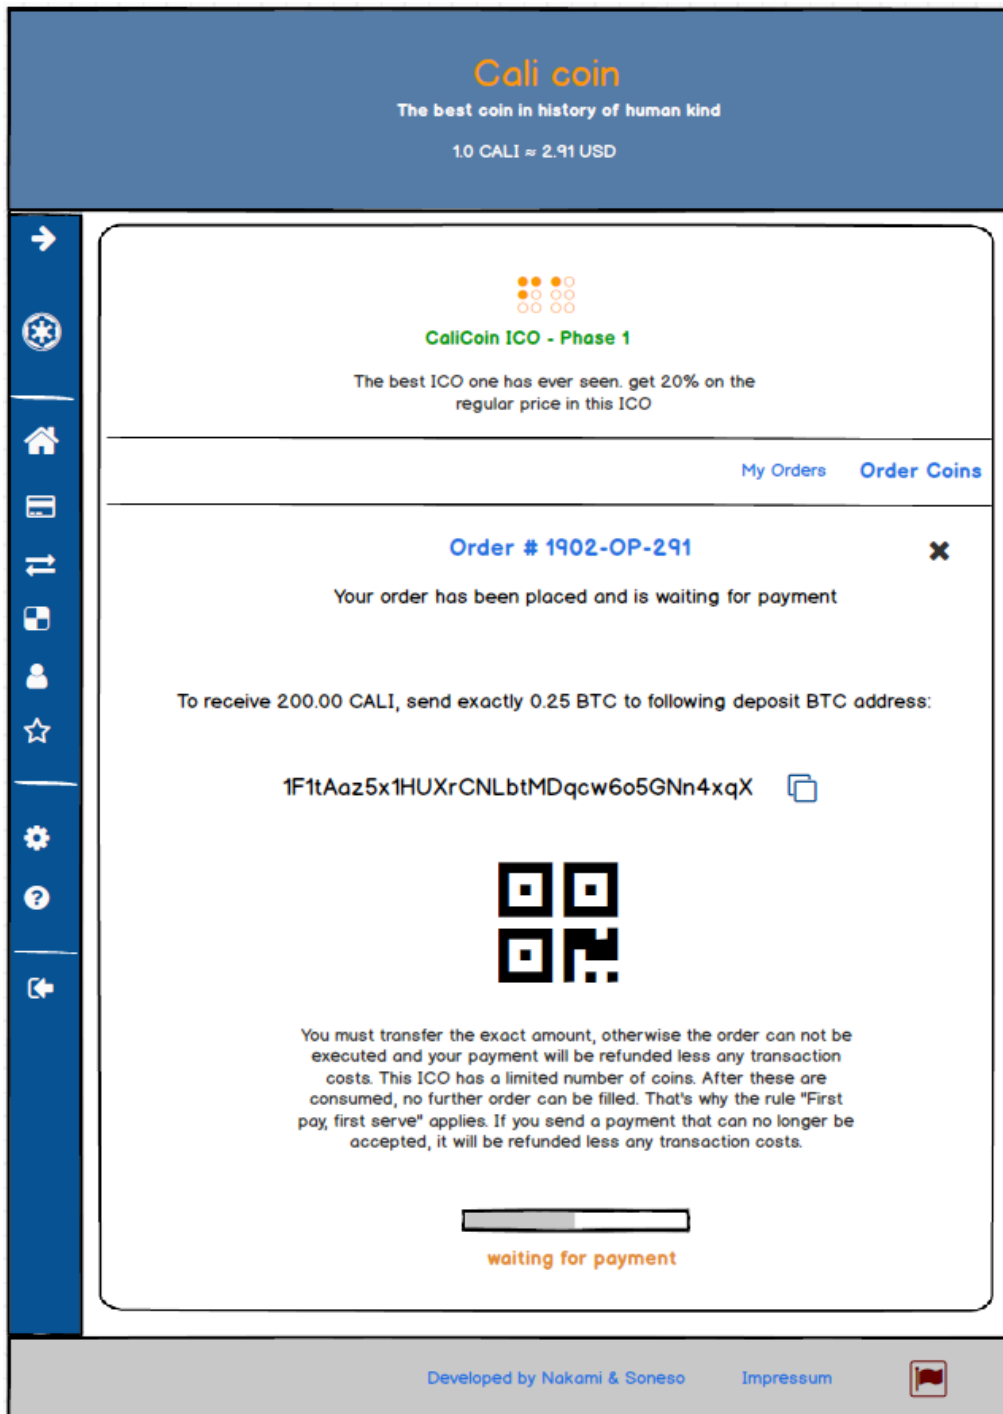 Cali coin
The best coin in history of human kind
1.0 CALI ≈ 2.91 USD
CaliCoin ICO - Phase 1
The best ICO one has ever seen. get 20% on the
regular price in this ICO
My Orders Order Coins
Order # 1902-OP-291
Your order has been placed and is waiting for payment
To receive 200.00 CALI, send exactly 0.25 BTC to following deposit BTC address:
1F1tAaz5x1HUXrCNLbtMDqcw6o5GNn4xqX
You must transfer the exact amount, otherwise the order can not be
executed and your payment will be refunded less any transaction
costs. This ICO has a limited number of coins. After these are
consumed, no further order can be filled. That's why the rule "First
pay, first serve" applies. If you send a payment that can no longer be
accepted, it will be refunded less any transaction costs.
waiting for payment
Developed by Nakami & Soneso Impressum